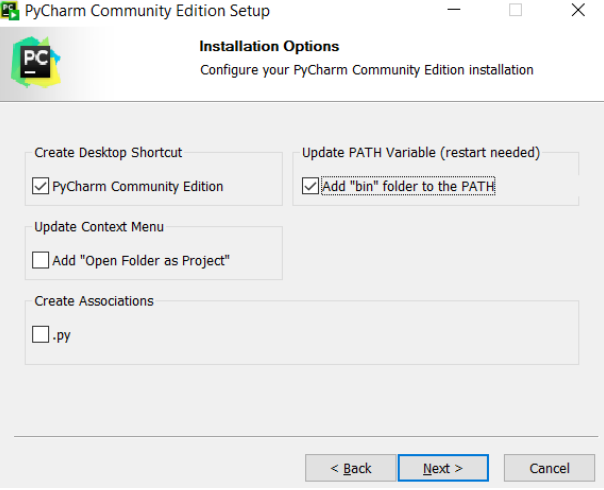 PyCharm Community Edition Setup
PC
Installation Options
Configure your PyCharm Community Edition installation
Create Desktop Shortcut
Update PATH Variable (restart needed)
PyCharm Community Edition
Add "bin" folder to the PATH
Update Context Menu
Add "Open Folder as Project"
Create Associations
.py
< Back
Next >
Cancel